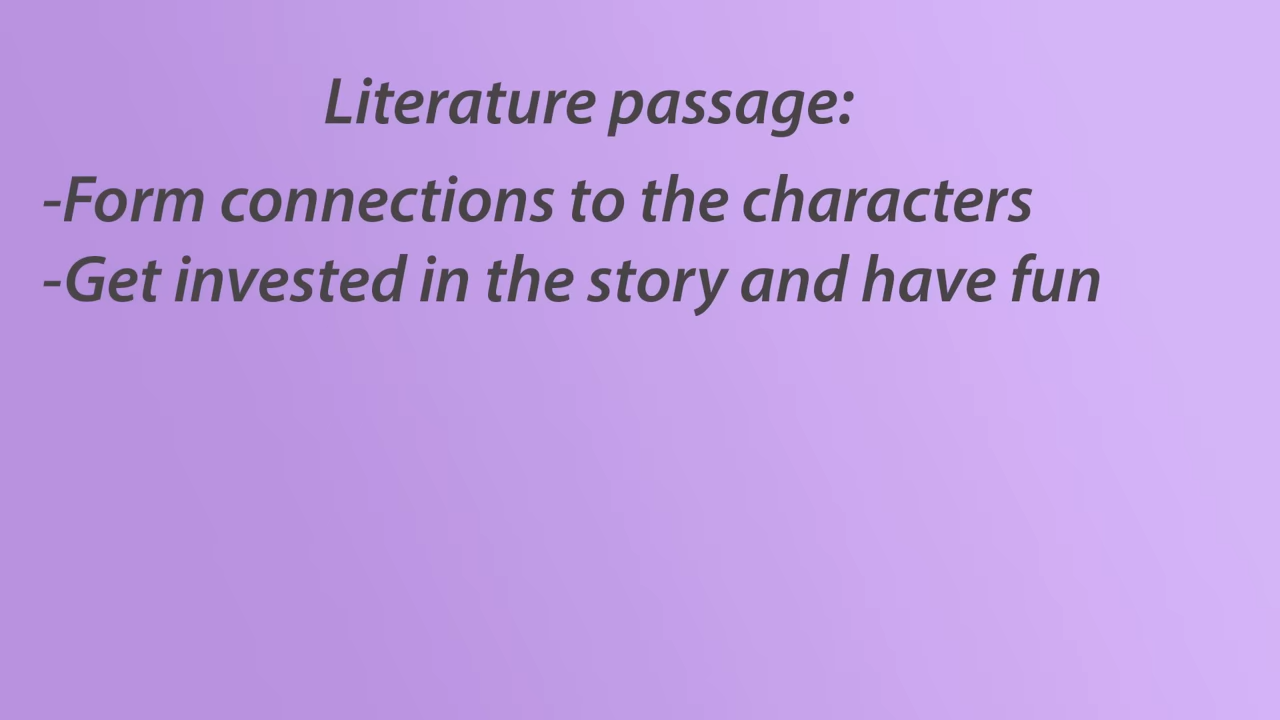 Literature passage:
-Form connections to the characters
-Get invested in the story and have fun